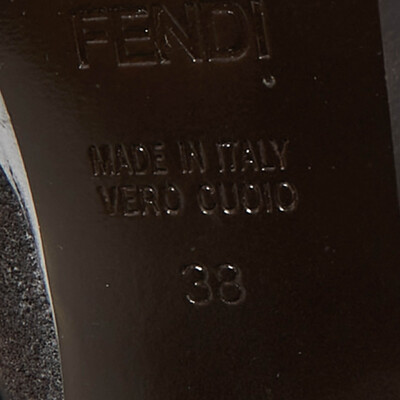 FENDI
MADE IN ITALY
VERO CUOIO
38